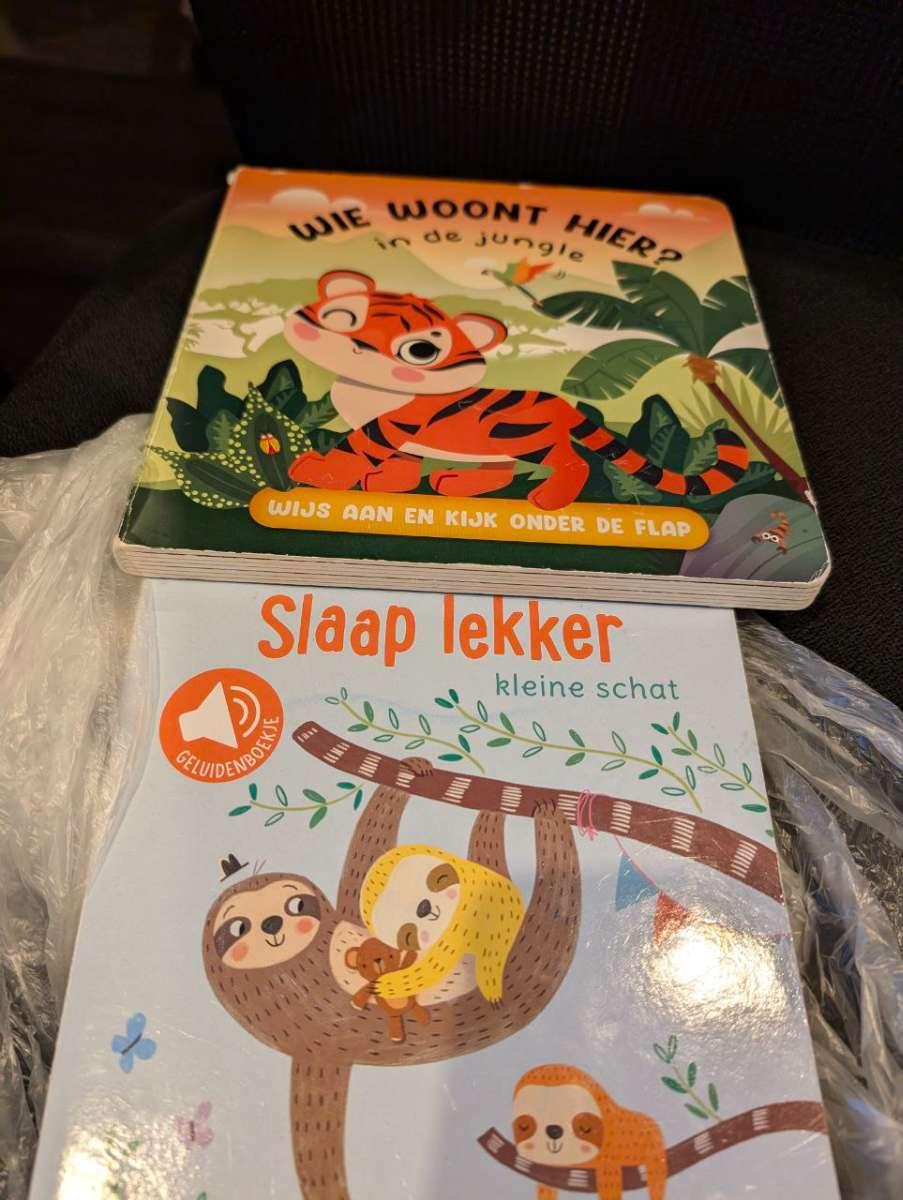 WIE WOONT HIER?
in de jungle
WIJS AAN EN KIJK ONDER DE FLAP
Slaap lekker
kleine schat
GELUIDENBOEKJE